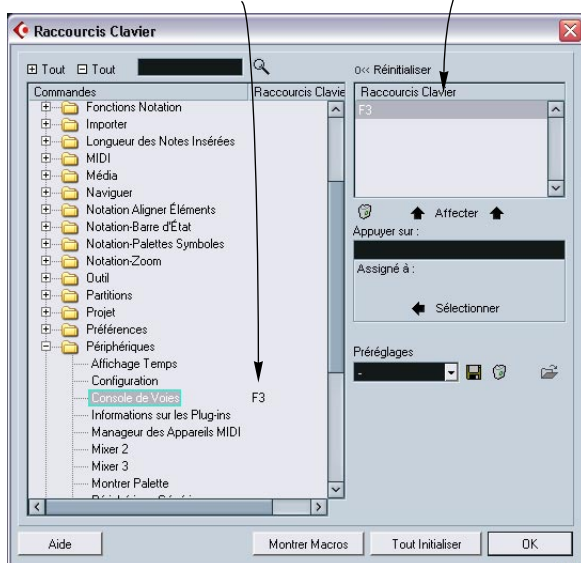 Raccourcis Clavier
Tout Tout
0<< Réinitialiser
Commandes Raccourcis Clavie
Raccourcis Clavier
Fonctions Notation
F3
Importer
Longueur des Notes Insérées
MIDI
Média
Naviguer
Notation Aligner Éléments
Affecter
Notation-Barre d'État
Appuyer sur :
Notation-Palettes Symboles
Notation-Zoom
Assigné à :
Outil
Partitions
Sélectionner
Projet
Préférences
Périphériques
Préréglages
Affichage Temps
-
Configuration
Console de Voies F3
Informations sur les Plug-ins
Manageur des Appareils MIDI
Mixer 2
Mixer 3
Montrer Palette
Aide
Montrer Macros
Tout Initialiser
OK